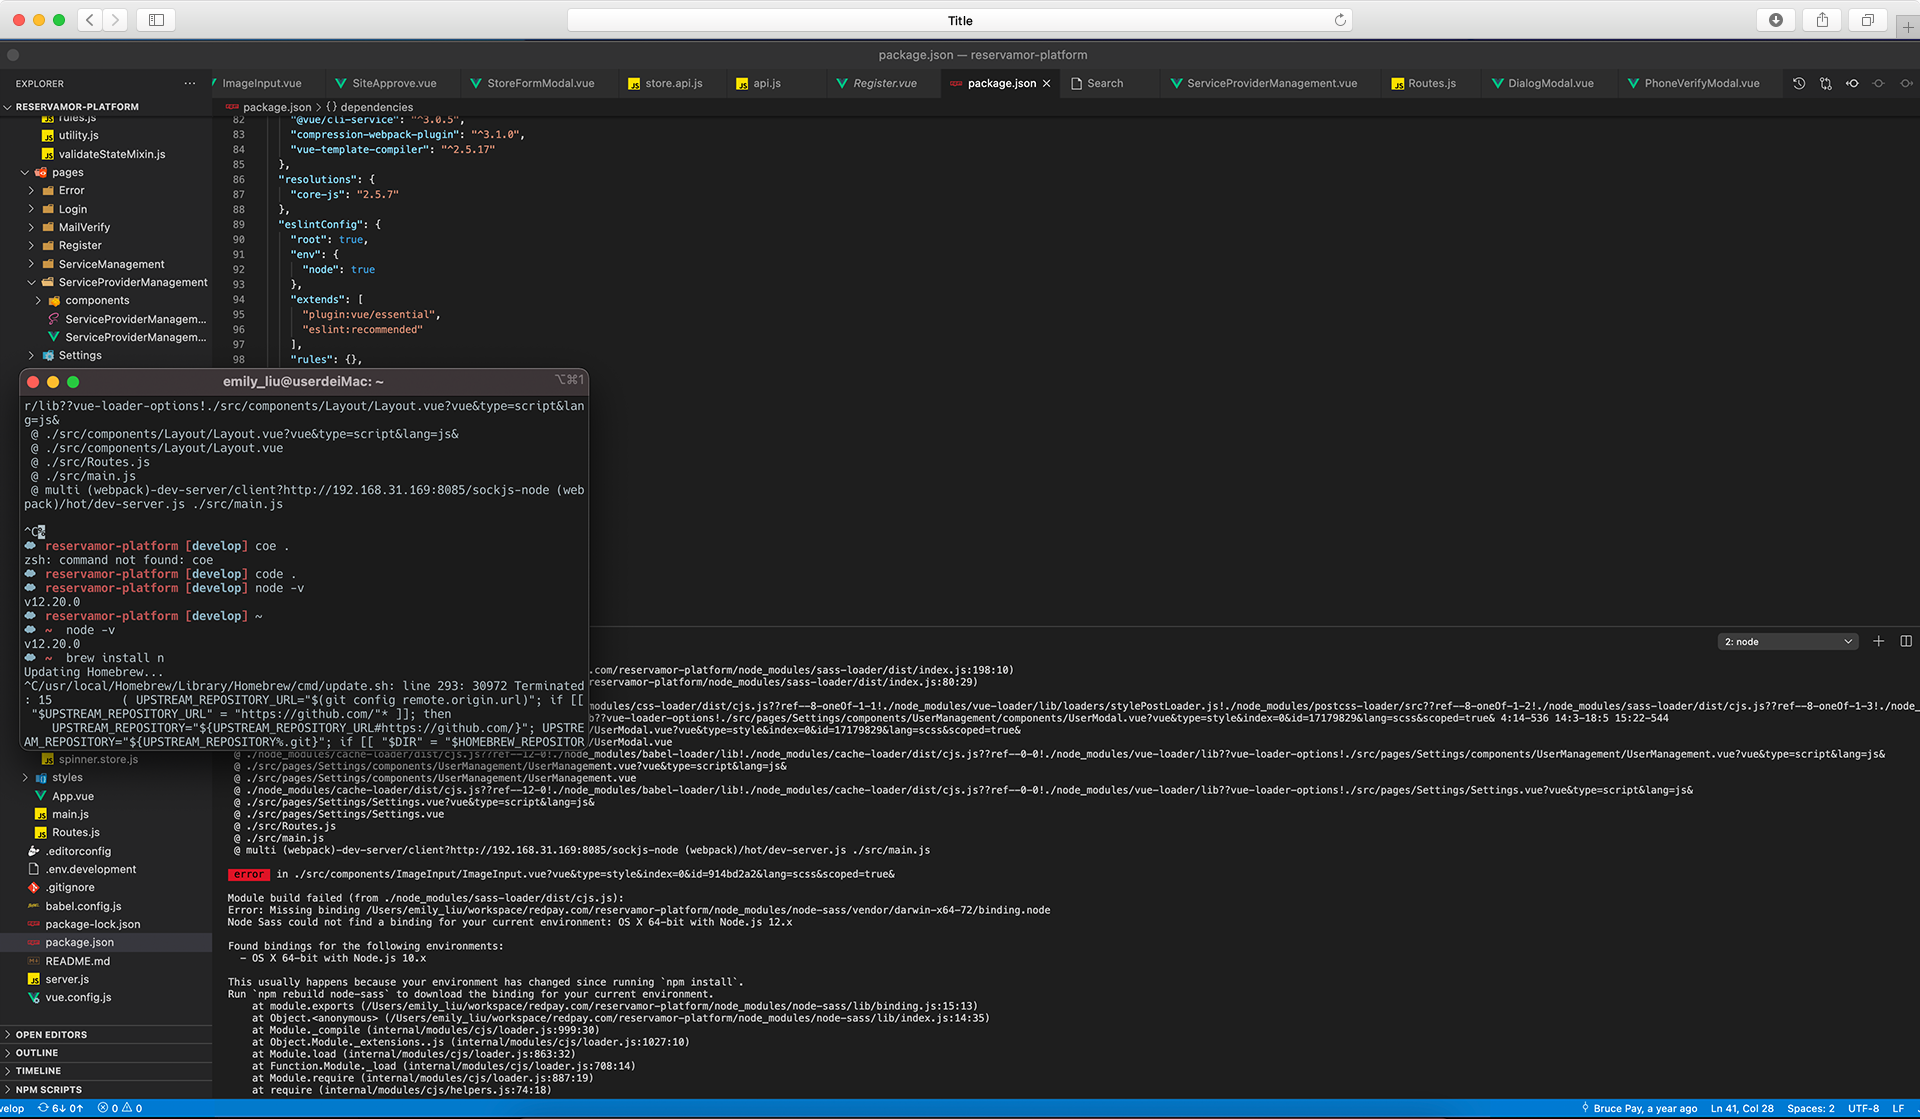 Title
package.json — reservamor-platform
EXPLORER
ImageInput.vue
SiteApprove.vue
StoreFormModal.vue
JS store.api.js
JS api.js
Register.vue
package.json ×
Search
ServiceProviderManagement.vue
JS Routes.js
DialogModal.vue
PhoneVerifyModal.vue
RESERVAMOR-PLATFORM
package.json > {} dependencies
JS rules.js
JS utility.js
JS validateStateMixin.js
pages
Error
Login
MailVerify
Register
ServiceManagement
ServiceProviderManagement
components
ServiceProviderManagem...
ServiceProviderManagem...
Settings
82 "@vue/cli-service": "^3.0.5",
83 "compression-webpack-plugin": "^3.1.0",
84 "vue-template-compiler": "^2.5.17"
85 },
86 "resolutions": {
87 "core-js": "2.5.7"
88 },
89 "eslintConfig": {
90 "root": true,
91 "env": {
92 "node": true
93 },
94 "extends": [
95 "plugin:vue/essential",
96 "eslint:recommended"
97 ],
98 "rules": {},
emily_liu@userdeiMac: ~
⌥⌘1
r/lib??vue-loader-options!./src/components/Layout/Layout.vue?vue&type=script&lan
g=js&
@ ./src/components/Layout/Layout.vue?vue&type=script&lang=js&
@ ./src/components/Layout/Layout.vue
@ ./src/Routes.js
@ ./src/main.js
@ multi (webpack)-dev-server/client?http://192.168.31.169:8085/sockjs-node (web
pack)/hot/dev-server.js ./src/main.js
^C%
reservamor-platform [develop] coe .
zsh: command not found: coe
reservamor-platform [develop] code .
reservamor-platform [develop] node -v
v12.20.0
reservamor-platform [develop] ~
~ node -v
v12.20.0
~ brew install n
Updating Homebrew...
^C/usr/local/Homebrew/Library/Homebrew/cmd/update.sh: line 293: 30972 Terminated
: 15 ( UPSTREAM_REPOSITORY_URL="$(git config remote.origin.url)"; if [[
"$UPSTREAM_REPOSITORY_URL" = "https://github.com/"* ]]; then
UPSTREAM_REPOSITORY="${UPSTREAM_REPOSITORY_URL#https://github.com/}"; UPSTRE
AM_REPOSITORY="${UPSTREAM_REPOSITORY%.git}"; if [[ "$DIR" = "$HOMEBREW_REPOSITOR
JS spinner.store.js
styles
App.vue
JS main.js
JS Routes.js
.editorconfig
.env.development
.gitignore
babel.config.js
package-lock.json
package.json
README.md
JS server.js
vue.config.js
OPEN EDITORS
OUTLINE
TIMELINE
NPM SCRIPTS
2: node
.com/reservamor-platform/node_modules/sass-loader/dist/index.js:198:10)
reservamor-platform/node_modules/sass-loader/dist/index.js:80:29)
modules/css-loader/dist/cjs.js??ref--8-oneOf-1-1!./node_modules/vue-loader/lib/loaders/stylePostLoader.js!./node_modules/postcss-loader/src??ref--8-oneOf-1-2!./node_modules/sass-loader/dist/cjs.js??ref--8-oneOf-1-3!./node_
b??vue-loader-options!./src/pages/Settings/components/UserManagement/components/UserModal.vue?vue&type=style&index=0&id=17179829&lang=scss&scoped=true& 4:14-536 14:3-18:5 15:22-544
Modal.vue?vue&type=style&index=0&id=17179829&lang=scss&scoped=true&
/UserModal.vue
@ ./node_modules/cache-loader/dist/cjs.js??ref--12-0!./node_modules/babel-loader/lib!./node_modules/cache-loader/dist/cjs.js??ref--0-0!./node_modules/vue-loader/lib??vue-loader-options!./src/pages/Settings/components/UserManagement/UserManagement.vue?vue&type=script&lang=js&
@ ./src/pages/Settings/components/UserManagement/UserManagement.vue?vue&type=script&lang=js&
@ ./src/pages/Settings/components/UserManagement/UserManagement.vue
@ ./node_modules/cache-loader/dist/cjs.js??ref--12-0!./node_modules/babel-loader/lib!./node_modules/cache-loader/dist/cjs.js??ref--0-0!./node_modules/vue-loader/lib??vue-loader-options!./src/pages/Settings/Settings.vue?vue&type=script&lang=js&
@ ./src/pages/Settings/Settings.vue?vue&type=script&lang=js&
@ ./src/pages/Settings/Settings.vue
@ ./src/Routes.js
@ ./src/main.js
@ multi (webpack)-dev-server/client?http://192.168.31.169:8085/sockjs-node (webpack)/hot/dev-server.js ./src/main.js
error in ./src/components/ImageInput/ImageInput.vue?vue&type=style&index=0&id=914bd2a2&lang=scss&scoped=true&
Module build failed (from ./node_modules/sass-loader/dist/cjs.js):
Error: Missing binding /Users/emily_liu/workspace/redpay.com/reservamor-platform/node_modules/node-sass/vendor/darwin-x64-72/binding.node
Node Sass could not find a binding for your current environment: OS X 64-bit with Node.js 12.x
Found bindings for the following environments:
- OS X 64-bit with Node.js 10.x
This usually happens because your environment has changed since running `npm install`.
Run `npm rebuild node-sass` to download the binding for your current environment.
at module.exports (/Users/emily_liu/workspace/redpay.com/reservamor-platform/node_modules/node-sass/lib/binding.js:15:13)
at Object.<anonymous> (/Users/emily_liu/workspace/redpay.com/reservamor-platform/node_modules/node-sass/lib/index.js:14:35)
at Module._compile (internal/modules/cjs/loader.js:999:30)
at Object.Module._extensions..js (internal/modules/cjs/loader.js:1027:10)
at Module.load (internal/modules/cjs/loader.js:863:32)
at Function.Module._load (internal/modules/cjs/loader.js:708:14)
at Module.require (internal/modules/cjs/loader.js:887:19)
at require (internal/modules/cjs/helpers.js:74:18)
velop 6↓ 0↑ 0 0
Bruce Pay, a year ago
Ln 41, Col 28
Spaces: 2
UTF-8
LF